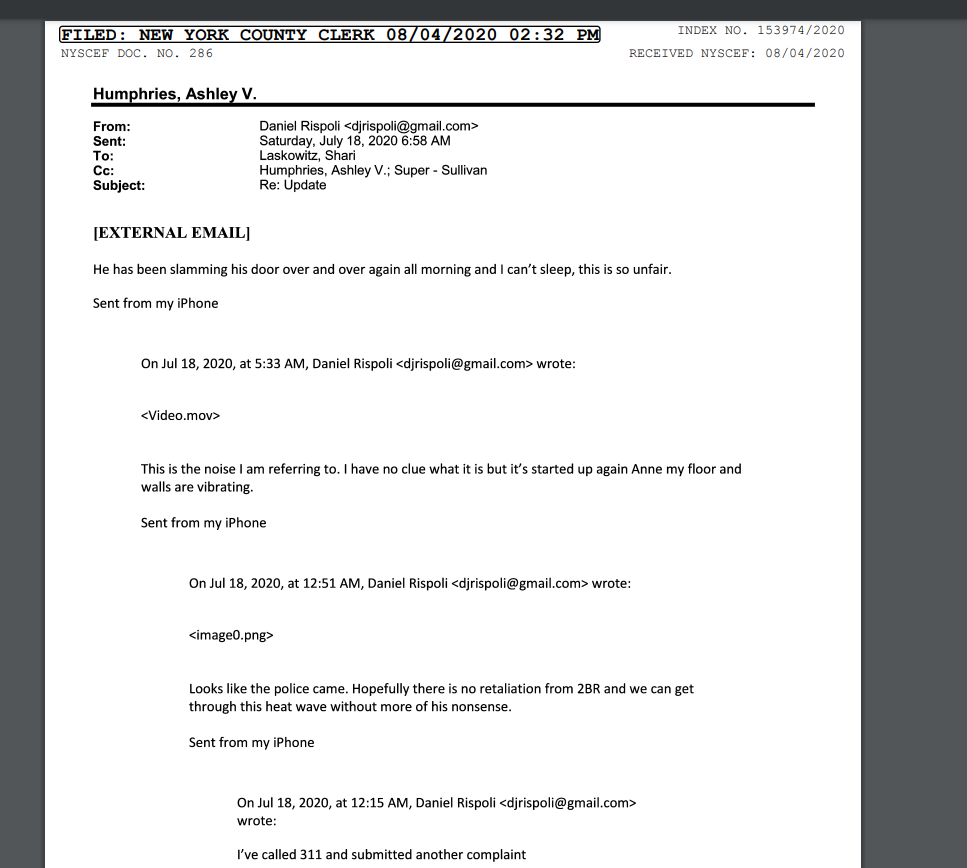 FILED: NEW YORK COUNTY CLERK 08/04/2020 02:32 PM
INDEX NO. 153974/2020
NYSCEF DOC. NO. 286
RECEIVED NYSCEF: 08/04/2020
Humphries, Ashley V.
From: Daniel Rispoli <djrispoli@gmail.com>
Sent: Saturday, July 18, 2020 6:58 AM
To: Laskowitz, Shari
Cc: Humphries, Ashley V.; Super - Sullivan
Subject: Re: Update
[EXTERNAL EMAIL]
He has been slamming his door over and over again all morning and I can’t sleep, this is so unfair.
Sent from my iPhone
On Jul 18, 2020, at 5:33 AM, Daniel Rispoli <djrispoli@gmail.com> wrote:
<Video.mov>
This is the noise I am referring to. I have no clue what it is but it’s started up again Anne my floor and
walls are vibrating.
Sent from my iPhone
On Jul 18, 2020, at 12:51 AM, Daniel Rispoli <djrispoli@gmail.com> wrote:
<image0.png>
Looks like the police came. Hopefully there is no retaliation from 2BR and we can get
through this heat wave without more of his nonsense.
Sent from my iPhone
On Jul 18, 2020, at 12:15 AM, Daniel Rispoli <djrispoli@gmail.com>
wrote:
I’ve called 311 and submitted another complaint